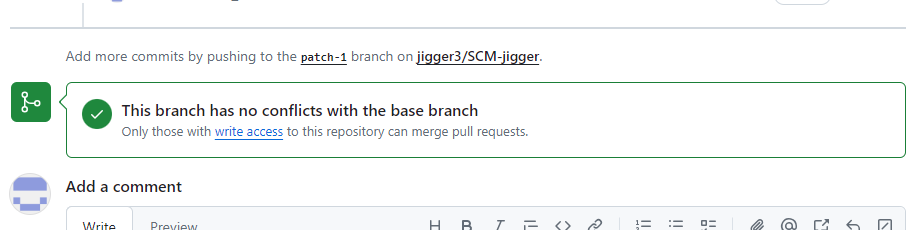 Add more commits by pushing to the patch-1 branch on jigger3/SCM-jigger.
This branch has no conflicts with the base branch
Only those with write access to this repository can merge pull requests.
Add a comment
Write Preview